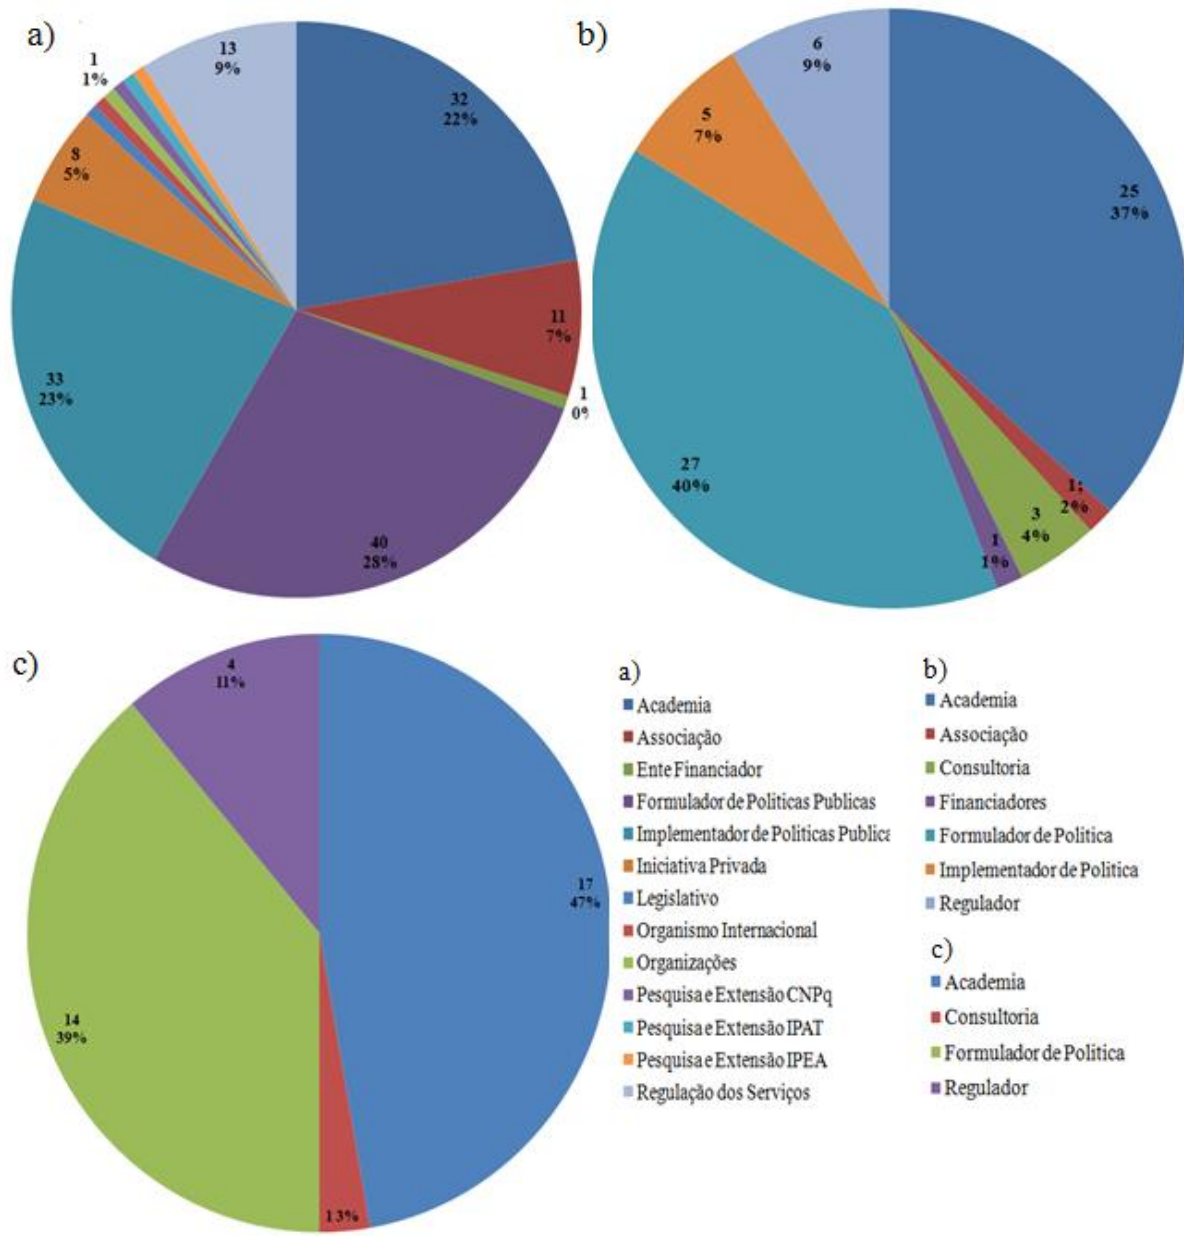 a)
13
9%
1
1%
32
22%
8
5%
11
7%
1
0%
33
23%
40
28%
b)
6
9%
5
7%
25
37%
27
40%
1;
2%
3
4%
1
1%
c)
4
11%
17
47%
14
39%
1 3%
a)
Academia
Associação
Ente Financiador
Formulador de Politicas Publicas
Implementador de Politicas Publica
Iniciativa Privada
Legislativo
Organismo Internacional
Organizações
Pesquisa e Extensão CNPq
Pesquisa e Extensão IPAT
Pesquisa e Extensão IPEA
Regulação dos Serviços
b)
Academia
Associação
Consultoria
Financiadores
Formulador de Politica
Implementador de Politica
Regulador
c)
Academia
Consultoria
Formulador de Politica
Regulador